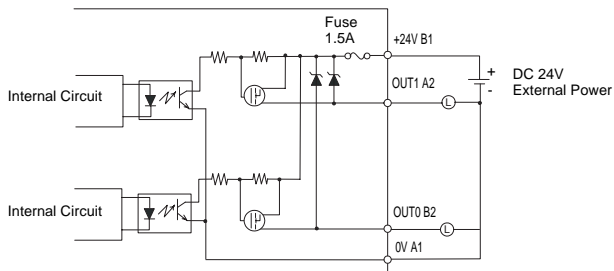 Fuse
1.5A
+24V B1
+
-
DC 24V
External Power
Internal Circuit
OUT1 A2
L
Internal Circuit
OUT0 B2
L
0V A1